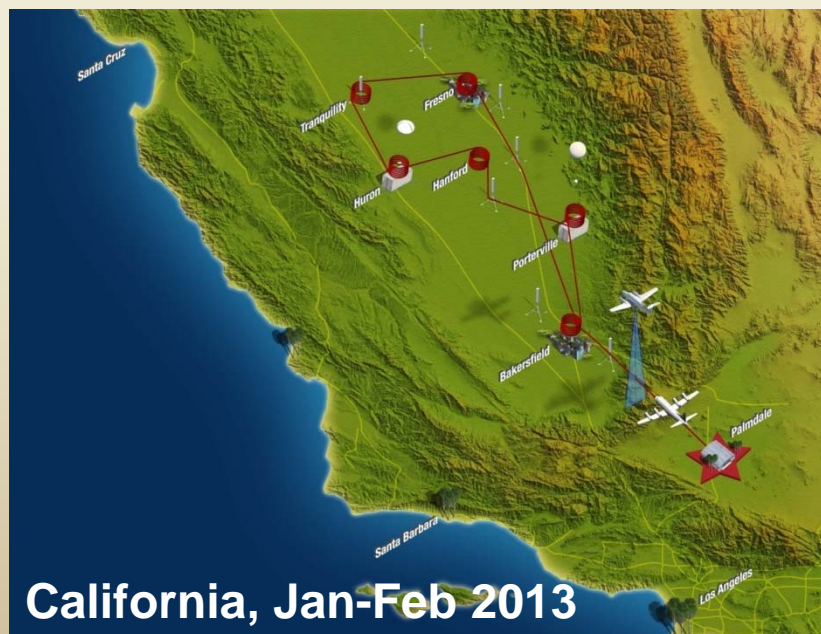 Santa Cruz
Fresno
Tranquility
Hanford
Huron
Porterville
Bakersfield
Palmdale
Santa Barbara
Los Angeles
California, Jan-Feb 2013